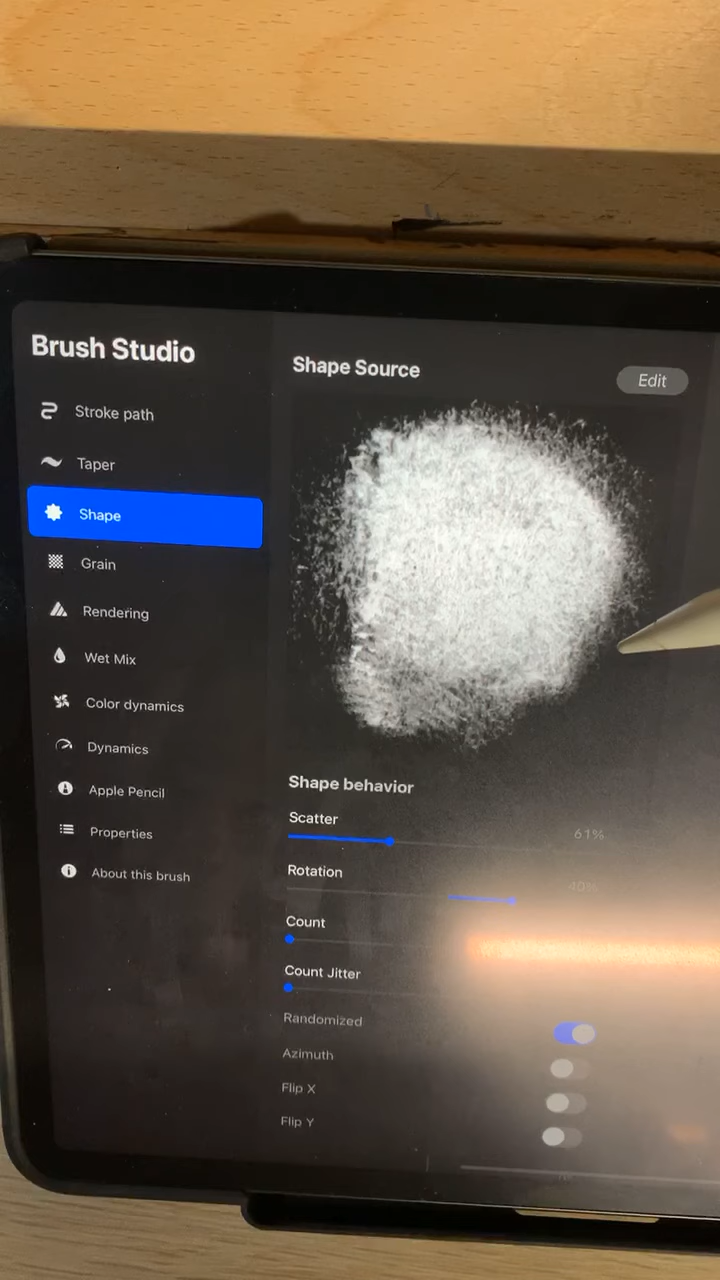 Brush Studio
Stroke path
Taper
Shape
Grain
Rendering
Wet Mix
Color dynamics
Dynamics
Apple Pencil
Properties
About this brush
Shape Source
Edit
Shape behavior
Scatter
61%
Rotation
40%
Count
Count Jitter
Randomized
Azimuth
Flip X
Flip Y